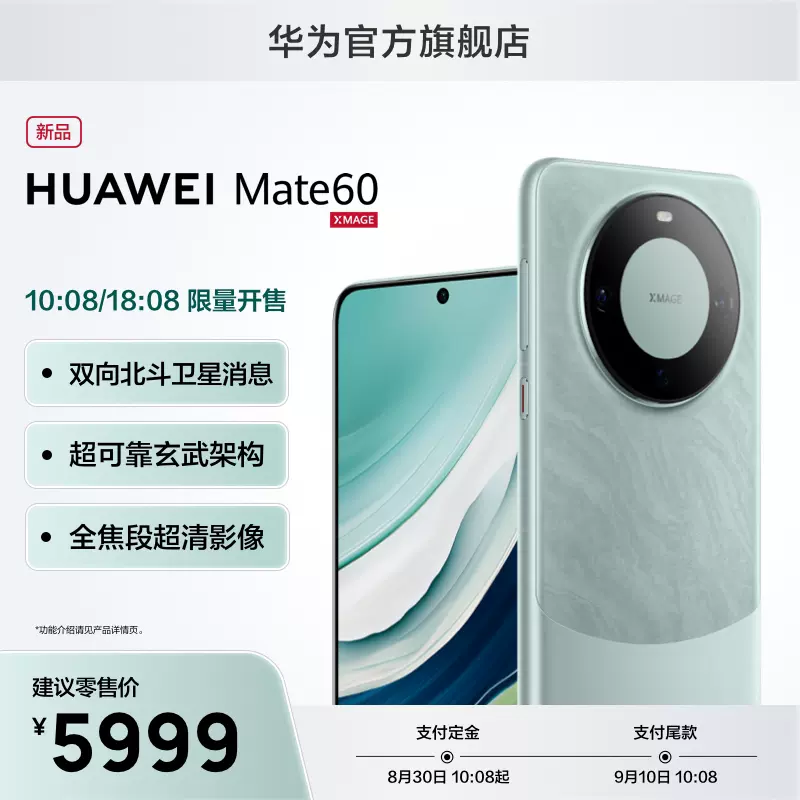 华为官方旗舰店
新品
HUAWEI Mate60
XMAGE
10:08/18:08 限量开售
• 双向北斗卫星消息
• 超可靠玄武架构
• 全焦段超清影像
*功能介绍请见产品详情页。
XMAGE
建议零售价
¥5999
支付定金
8月30日 10:08起
支付尾款
9月10日 10:08